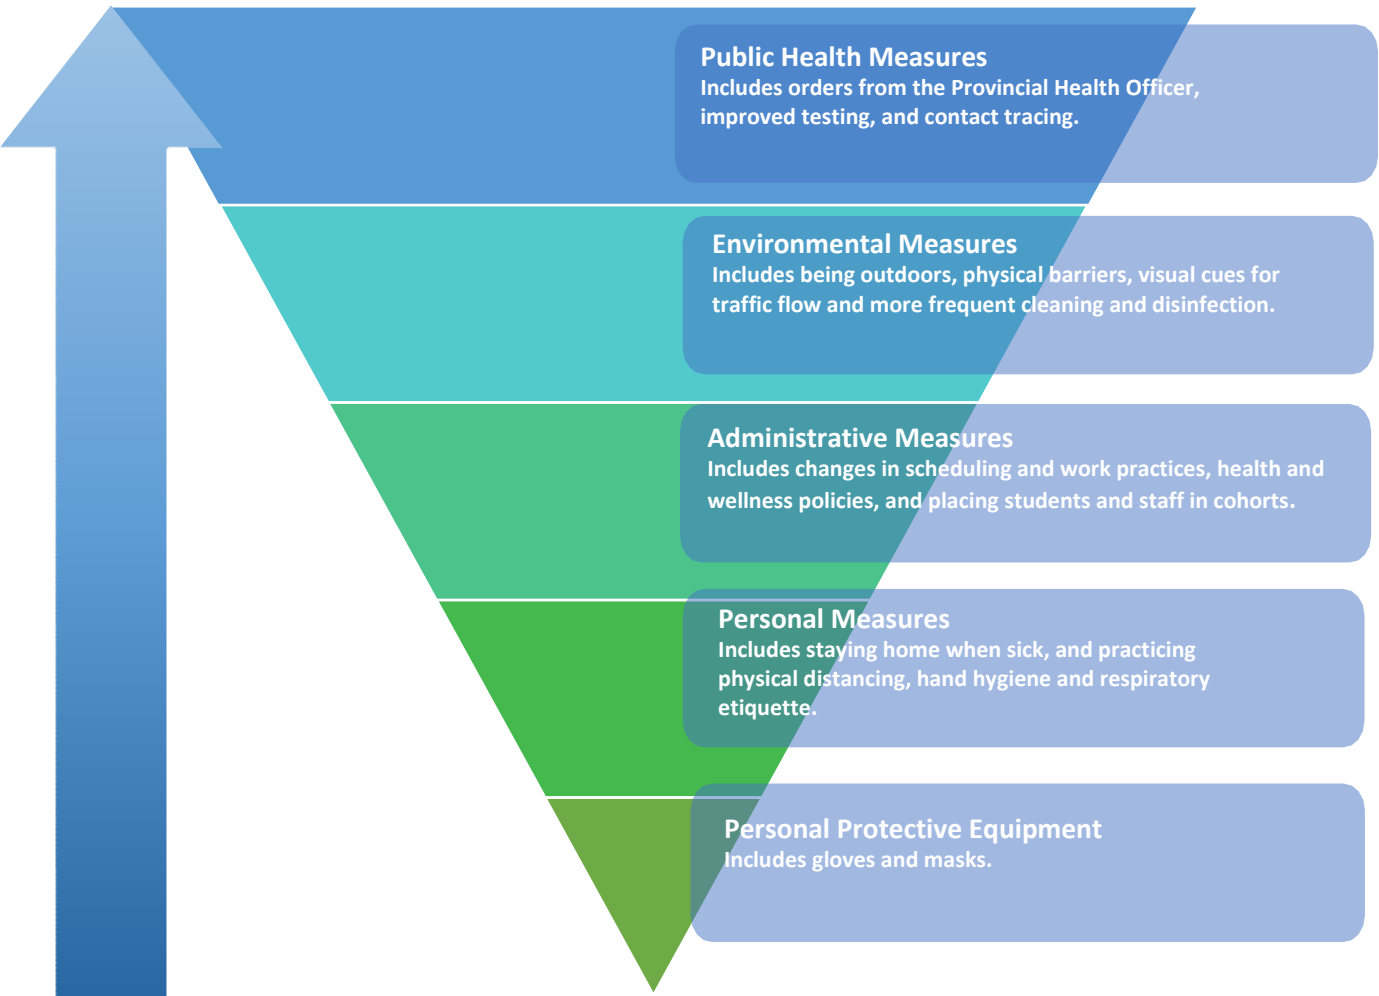 Public Health Measures
Includes orders from the Provincial Health Officer,
improved testing, and contact tracing.
Environmental Measures
Includes being outdoors, physical barriers, visual cues for
traffic flow and more frequent cleaning and disinfection.
Administrative Measures
Includes changes in scheduling and work practices, health and
wellness policies, and placing students and staff in cohorts.
Personal Measures
Includes staying home when sick, and practicing
physical distancing, hand hygiene and respiratory
etiquette.
Personal Protective Equipment
Includes gloves and masks.